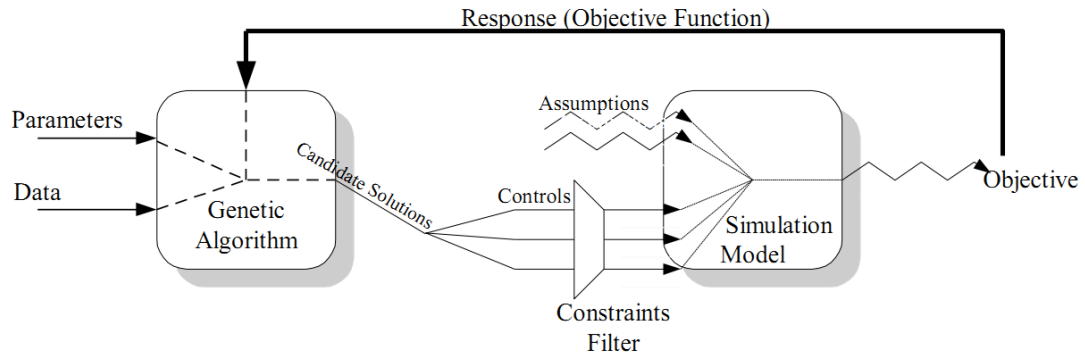 Response (Objective Function)
Parameters
Data
Genetic
Algorithm
Candidate Solutions
Assumptions
Controls
Constraints
Filter
Simulation
Model
Objective